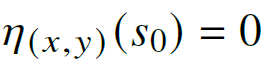 η(x,y)(s0) = 0